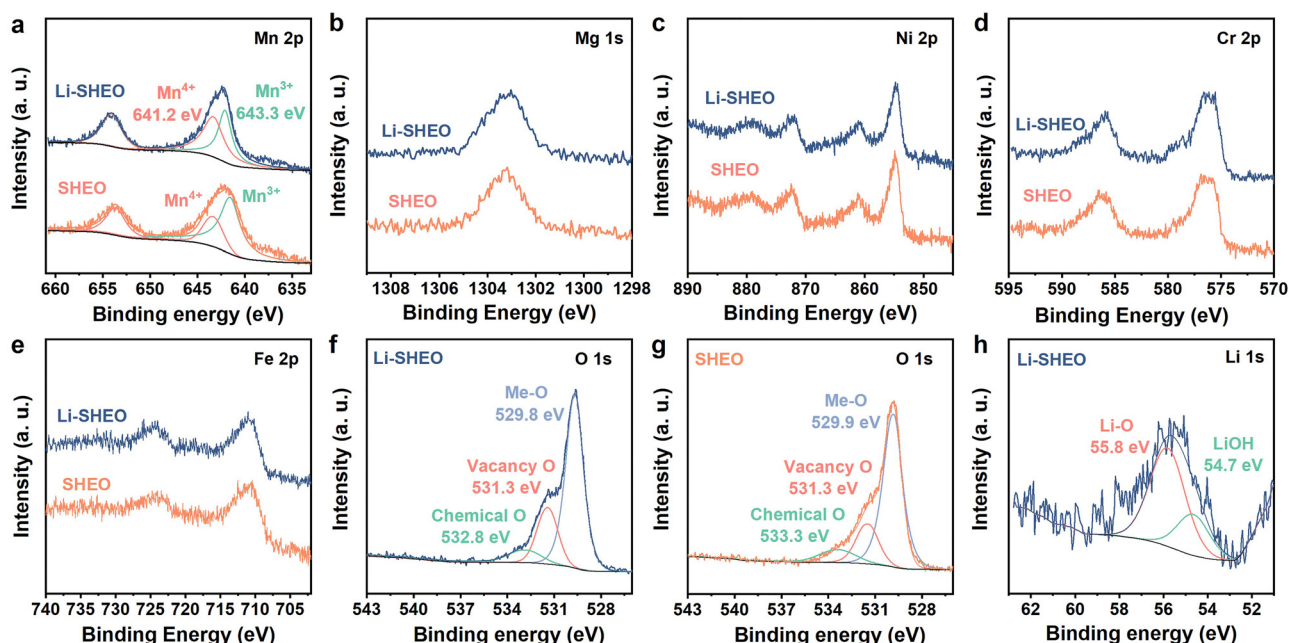 a
Mn 2p
Li-SHEO
Mn4+
641.2 eV
Mn3+
643.3 eV
SHEO
Mn4+
Mn3+
Intensity (a. u.)
660 655 650 645 640 635
Binding energy (eV)
b
Mg 1s
Li-SHEO
SHEO
Intensity (a. u.)
1308 1306 1304 1302 1300 1298
Binding Energy (eV)
c
Ni 2p
Li-SHEO
SHEO
Intensity (a. u.)
890 880 870 860 850
Binding Energy (eV)
d
Cr 2p
Li-SHEO
SHEO
Intensity (a. u.)
595 590 585 580 575 570
Binding Energy (eV)
e
Fe 2p
Li-SHEO
SHEO
Intensity (a. u.)
740 730 725 720 710 705
Binding Energy (eV)
f
Li-SHEO
O 1s
Me-O
529.8 eV
Vacancy O
531.3 eV
Chemical O
532.8 eV
Intensity (a. u.)
543 540 537 534 531 528
Binding energy (eV)
g
SHEO
O 1s
Me-O
529.9 eV
Vacancy O
531.3 eV
Chemical O
533.3 eV
Intensity (a. u.)
543 540 537 534 531 528
Binding energy (eV)
h
Li-SHEO
Li 1s
Li-O
55.8 eV
LiOH
54.7 eV
Intensity (a. u.)
62 60 58 56 54 52 51
Binding Energy (eV)